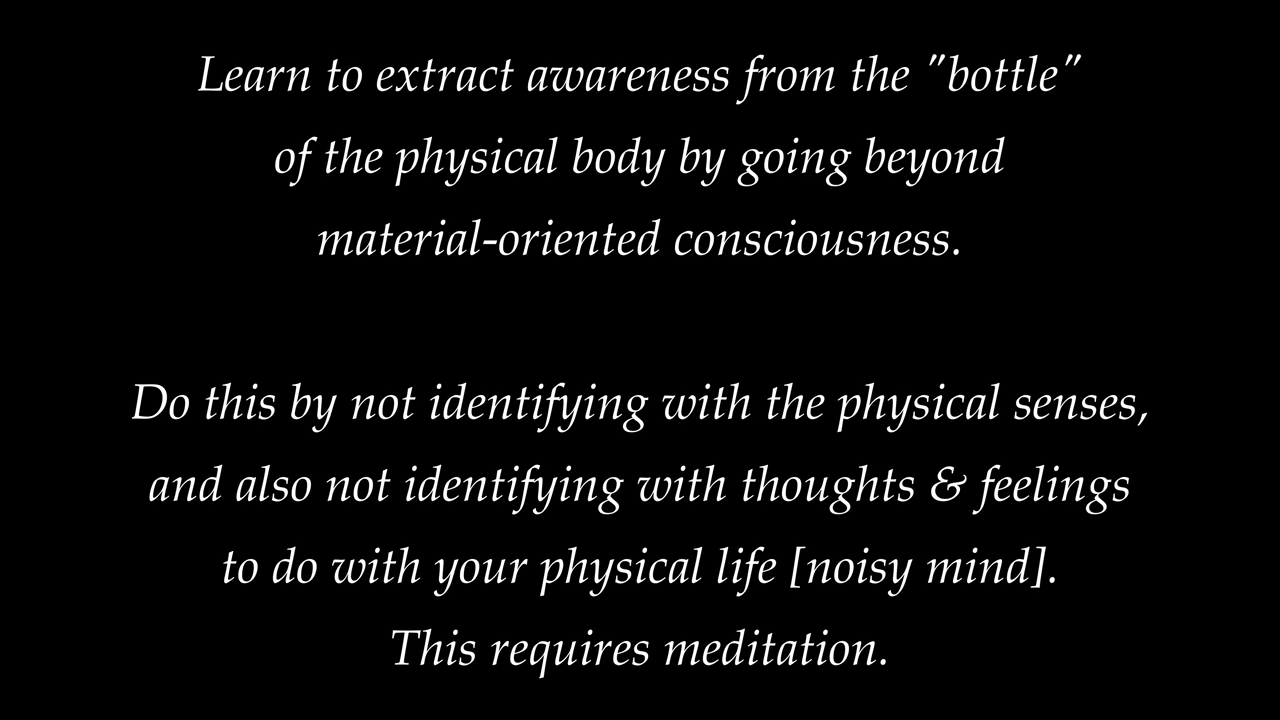 Learn to extract awareness from the "bottle"
of the physical body by going beyond
material-oriented consciousness.
Do this by not identifying with the physical senses,
and also not identifying with thoughts & feelings
to do with your physical life [noisy mind].
This requires meditation.